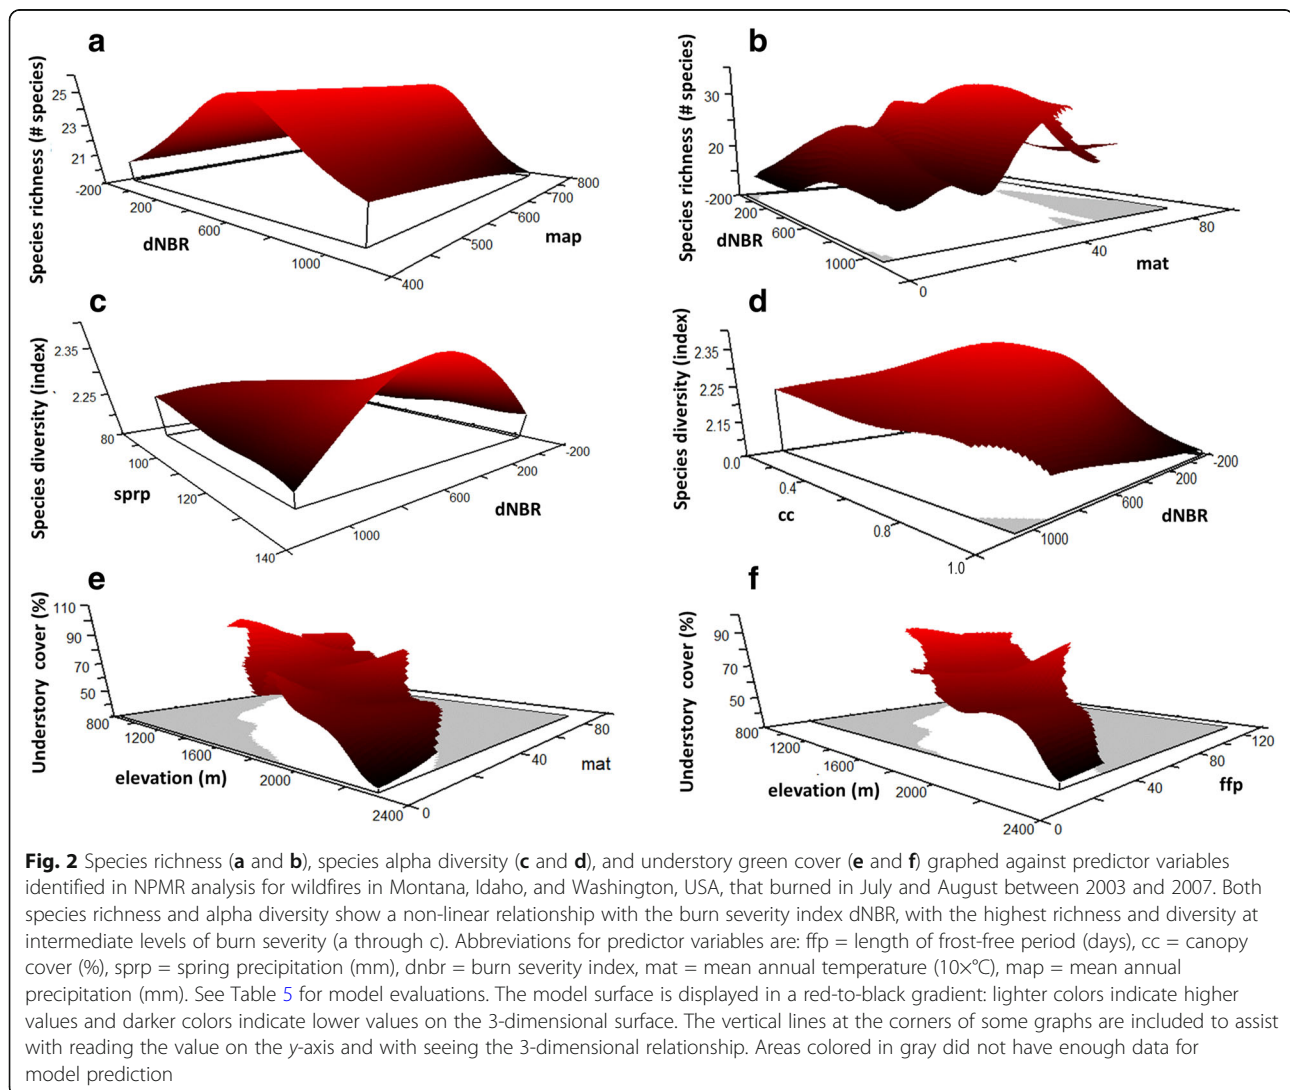 a
Species richness (# species)
25
23
21
-200
200
600
1000
dNBR
400
500
600
700
800
map
b
Species richness (# species)
30
20
-200
200
600
1000
dNBR
0
40
80
mat
c
Species diversity (index)
2.35
2.25
80
100
120
140
sprp
1000
600
200
-200
dNBR
d
Species diversity (index)
2.35
2.25
2.15
0.0
0.4
0.8
1.0
cc
1000
600
200
-200
dNBR
e
Understory cover (%)
110
90
70
50
800
1200
1600
2000
2400
elevation (m)
0
40
80
mat
f
Understory cover (%)
90
70
50
800
1200
1600
2000
2400
elevation (m)
0
40
80
120
ffp
Fig. 2 Species richness (a and b), species alpha diversity (c and d), and understory green cover (e and f) graphed against predictor variables
identified in NPMR analysis for wildfires in Montana, Idaho, and Washington, USA, that burned in July and August between 2003 and 2007. Both
species richness and alpha diversity show a non-linear relationship with the burn severity index dNBR, with the highest richness and diversity at
intermediate levels of burn severity (a through c). Abbreviations for predictor variables are: ffp = length of frost-free period (days), cc = canopy
cover (%), sprp = spring precipitation (mm), dnbr = burn severity index, mat = mean annual temperature (10×°C), map = mean annual
precipitation (mm). See Table 5 for model evaluations. The model surface is displayed in a red-to-black gradient: lighter colors indicate higher
values and darker colors indicate lower values on the 3-dimensional surface. The vertical lines at the corners of some graphs are included to assist
with reading the value on the y-axis and with seeing the 3-dimensional relationship. Areas colored in gray did not have enough data for
model prediction